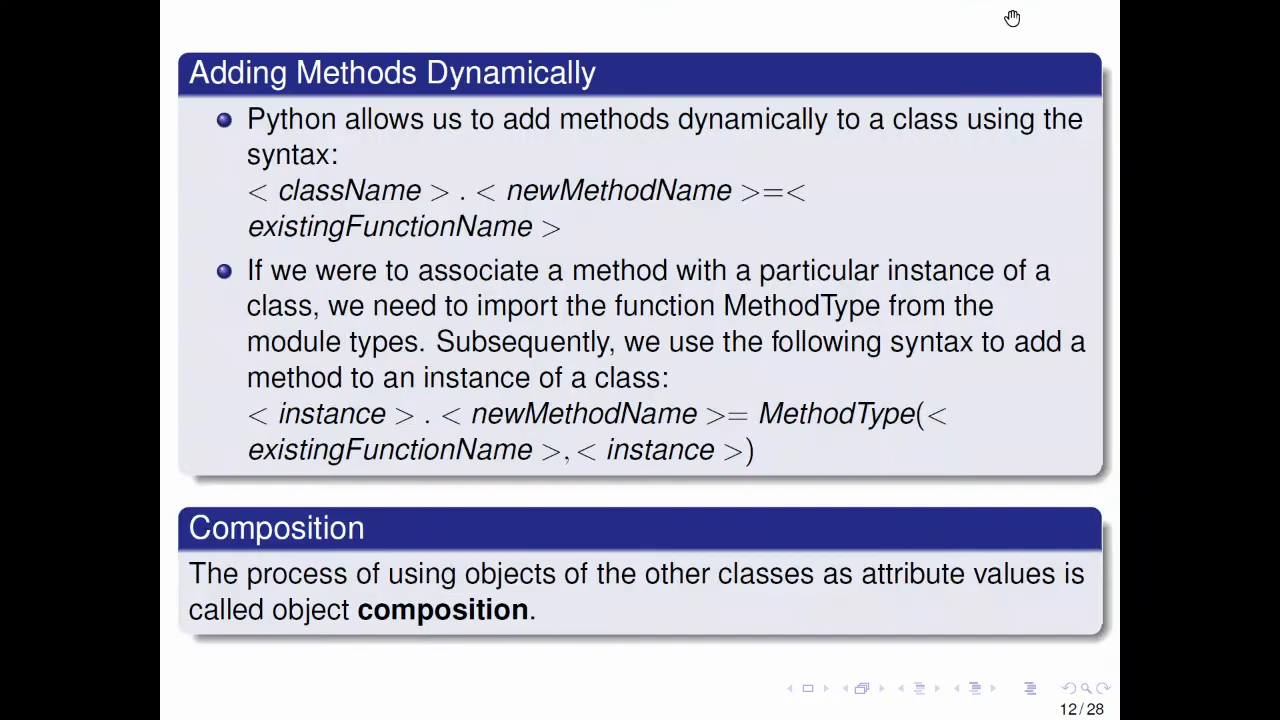 Adding Methods Dynamically
Python allows us to add methods dynamically to a class using the
syntax:
< className > . < newMethodName >=<
existingFunctionName >
If we were to associate a method with a particular instance of a
class, we need to import the function MethodType from the
module types. Subsequently, we use the following syntax to add a
method to an instance of a class:
< instance > . < newMethodName >= MethodType(<
existingFunctionName >, < instance >)
Composition
The process of using objects of the other classes as attribute values is
called object composition.
12 / 28